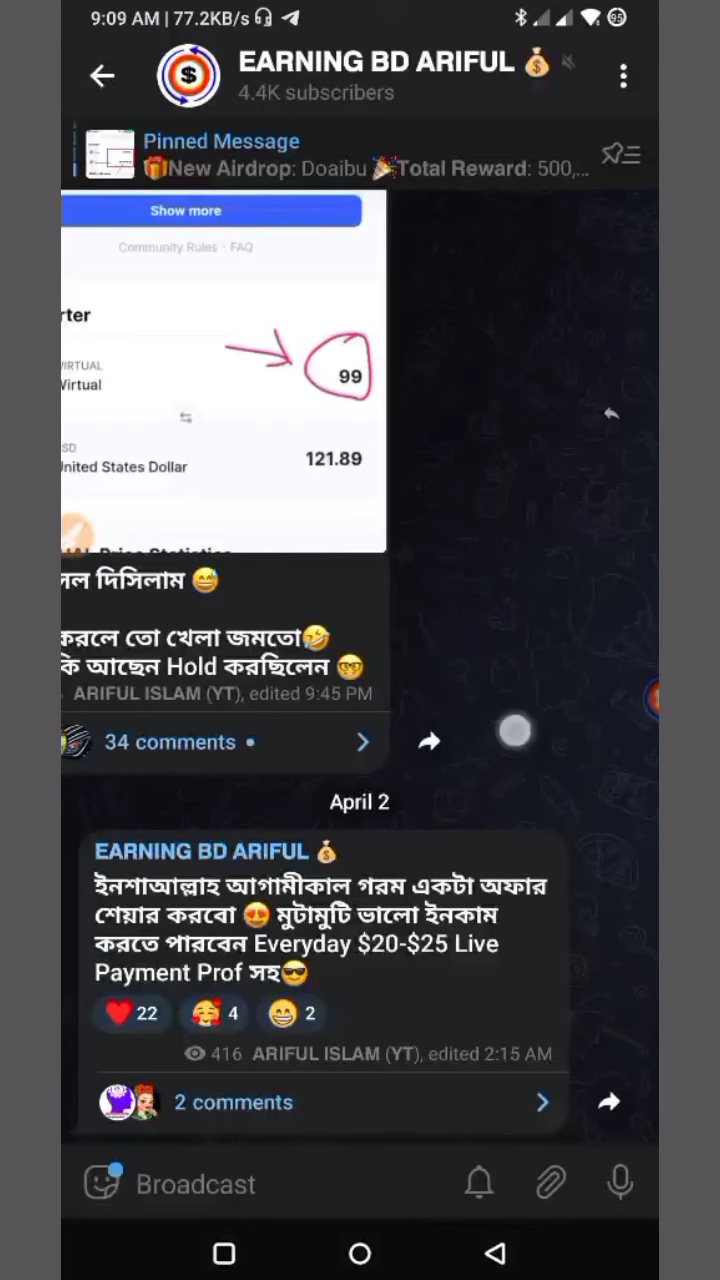 9:09 AM | 77.2KB/s
95
EARNING BD ARIFUL 💰
4.4K subscribers
Pinned Message
🎁New Airdrop: Doaibu 🎉Total Reward: 500,...
Show more
Community Rules - FAQ
rter
VIRTUAL
Virtual
99
SD
United States Dollar
121.89
দিসিলাম 😅
করলে তো খেলা জমতো🤣
কি আছেন Hold করছিলেন 🤓
ARIFUL ISLAM (YT), edited 9:45 PM
34 comments
April 2
EARNING BD ARIFUL 💰
ইনশাআল্লাহ আগামীকাল গরম একটা অফার
শেয়ার করবো 😍 মুটামুটি ভালো ইনকাম
করতে পারবেন Everyday $20-$25 Live
Payment Prof সহ😎
❤️ 22 🥰 4 😁 2
416 ARIFUL ISLAM (YT), edited 2:15 AM
2 comments
Broadcast